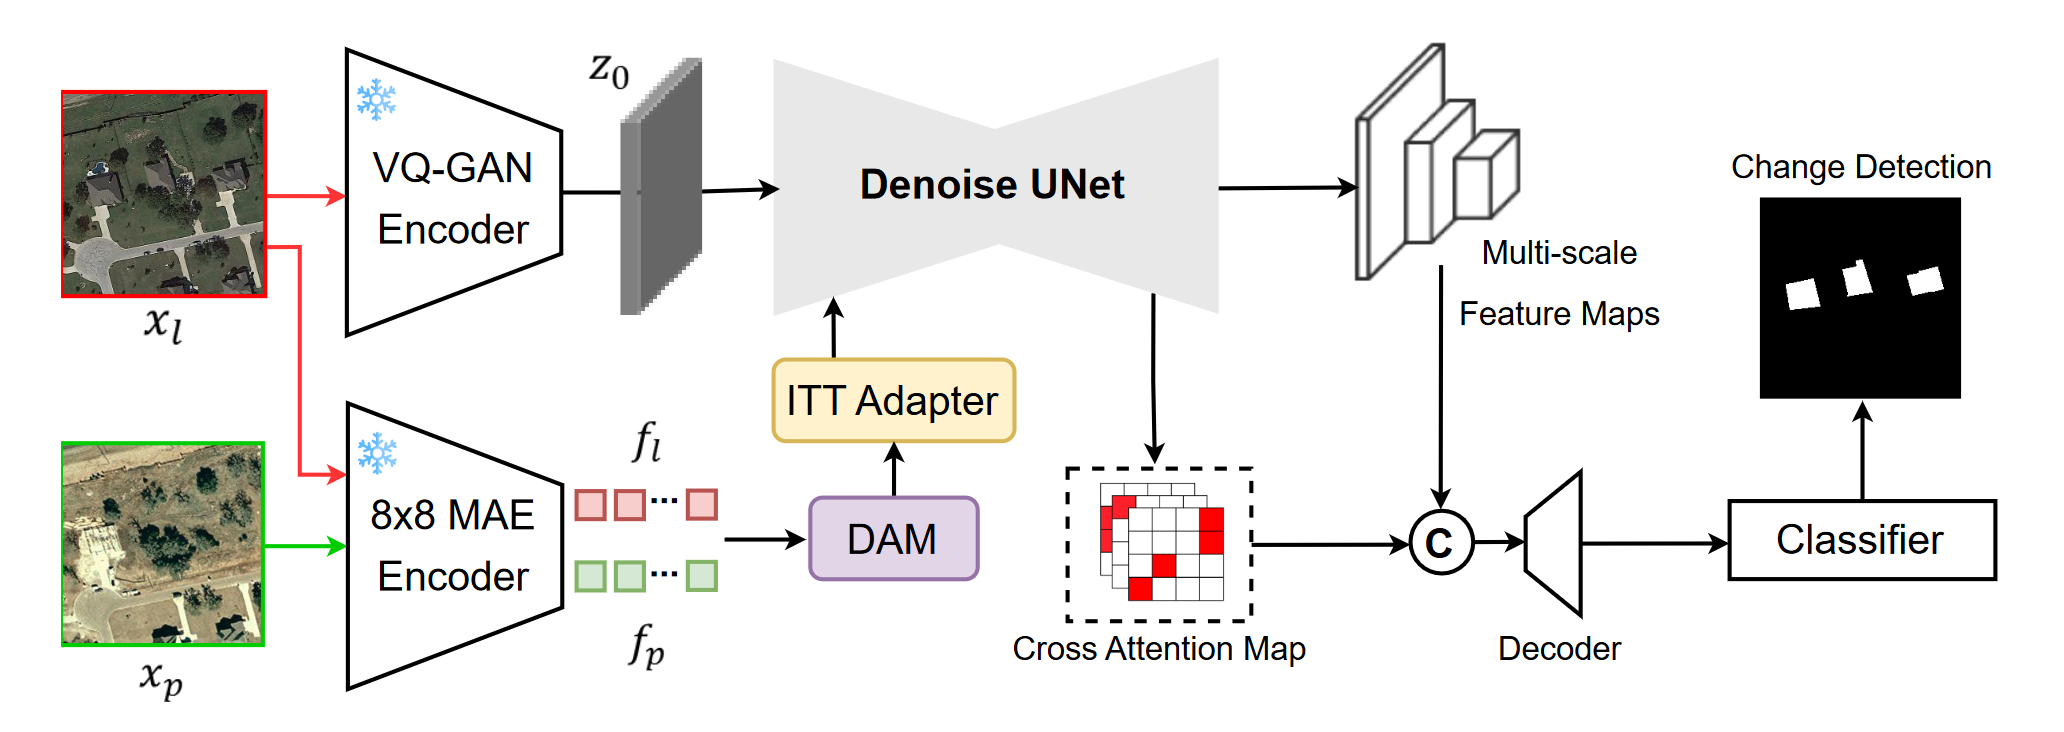 x_l
VQ-GAN
Encoder
z_0
Denoise UNet
Multi-scale
Feature Maps
Change Detection
x_p
8x8 MAE
Encoder
f_l
...
...
f_p
ITT Adapter
DAM
Cross Attention Map
C
Decoder
Classifier